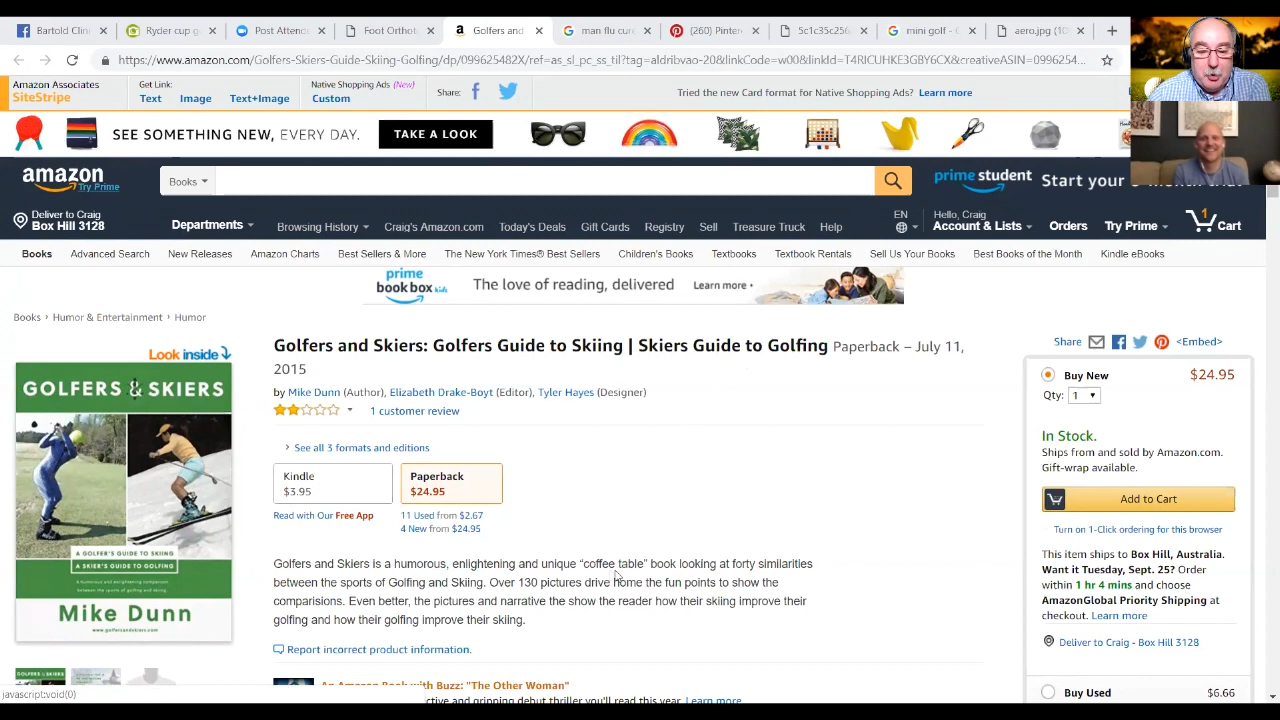 Bartold Clini
Ryder cup g
Post Attende
Foot Orthot
Golfers and
man flu cure
(260) Pinter
5c1c35c256
mini golf - G
aero.jpg (10
https://www.amazon.com/Golfers-Skiers-Guide-Skiing-Golfing/dp/099
ref=as_sl_pc_ss_til?tag=aldribvao-20&linkCode=w00&linkId=T4RICUHKE3GBY6CX&creativeASIN=0996254...
Amazon Associates
SiteStripe
Get Link:
Text Image Text+Image
Native Shopping Ads (New)
Custom
Share:
Tried the new Card format for Native Shopping Ads? Learn more
SEE SOMETHING NEW, EVERY DAY. TAKE A LOOK
amazon
Try Prime
Books
prime student
Start your
Deliver to Craig
Box Hill 3128
Departments
Browsing History Craig's Amazon.com Today's Deals Gift Cards Registry Sell Treasure Truck Help
EN
Hello, Craig
Account & Lists
Orders
Try Prime
1
Cart
Books Advanced Search New Releases Amazon Charts Best Sellers & More The New York Times® Best Sellers Children's Books Textbooks Textbook Rentals Sell Us Your Books Best Books of the Month Kindle eBooks
prime
book box kids
The love of reading, delivered Learn more
Books › Humor & Entertainment › Humor
Look inside
GOLFERS & SKIERS
A GOLFER'S GUIDE TO SKIING
A SKIER'S GUIDE TO GOLFING
A humorous and enlightening comparison
between the sports of Golfing and Skiing.
Mike Dunn
www.golfersandskiers.com
GOLFERS & SKIERS
Golfers and Skiers: Golfers Guide to Skiing | Skiers Guide to Golfing Paperback – July 11,
2015
by Mike Dunn (Author), Elizabeth Drake-Boyt (Editor), Tyler Hayes (Designer)
1 customer review
See all 3 formats and editions
Kindle
$3.95
Paperback
$24.95
Read with Our Free App
11 Used from $2.67
4 New from $24.95
Golfers and Skiers is a humorous, enlightening and unique “coffee table” book looking at forty similarities
between the sports of Golfing and Skiing. Over 130 pictures drive home the fun points to show the
comparisions. Even better, the pictures and narrative the show the reader how their skiing improve their
golfing and how their golfing improve their skiing.
Report incorrect product information.
An Amazon Book with Buzz: "The Other Woman"
ctive and gripping debut thriller you'll read this year. Learn more
Share <Embed>
Buy New $24.95
Qty: 1
In Stock.
Ships from and sold by Amazon.com.
Gift-wrap available.
Add to Cart
Turn on 1-Click ordering for this browser
This item ships to Box Hill, Australia.
Want it Tuesday, Sept. 25? Order
within 1 hr 4 mins and choose
AmazonGlobal Priority Shipping at
checkout. Learn more
Deliver to Craig - Box Hill 3128
Buy Used $6.66
javascript:void(0)